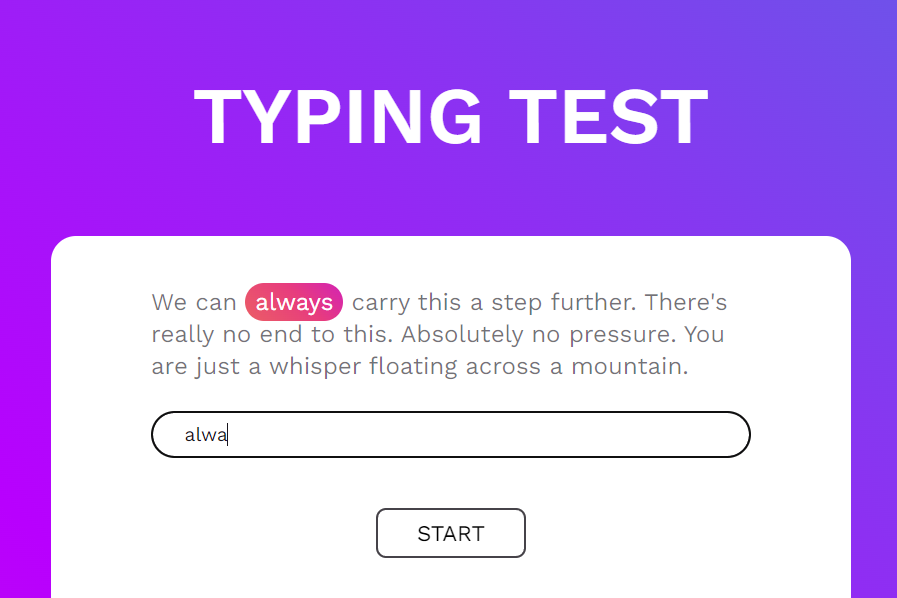 TYPING TEST
We can always carry this a step further. There's
really no end to this. Absolutely no pressure. You
are just a whisper floating across a mountain.
alwa
START